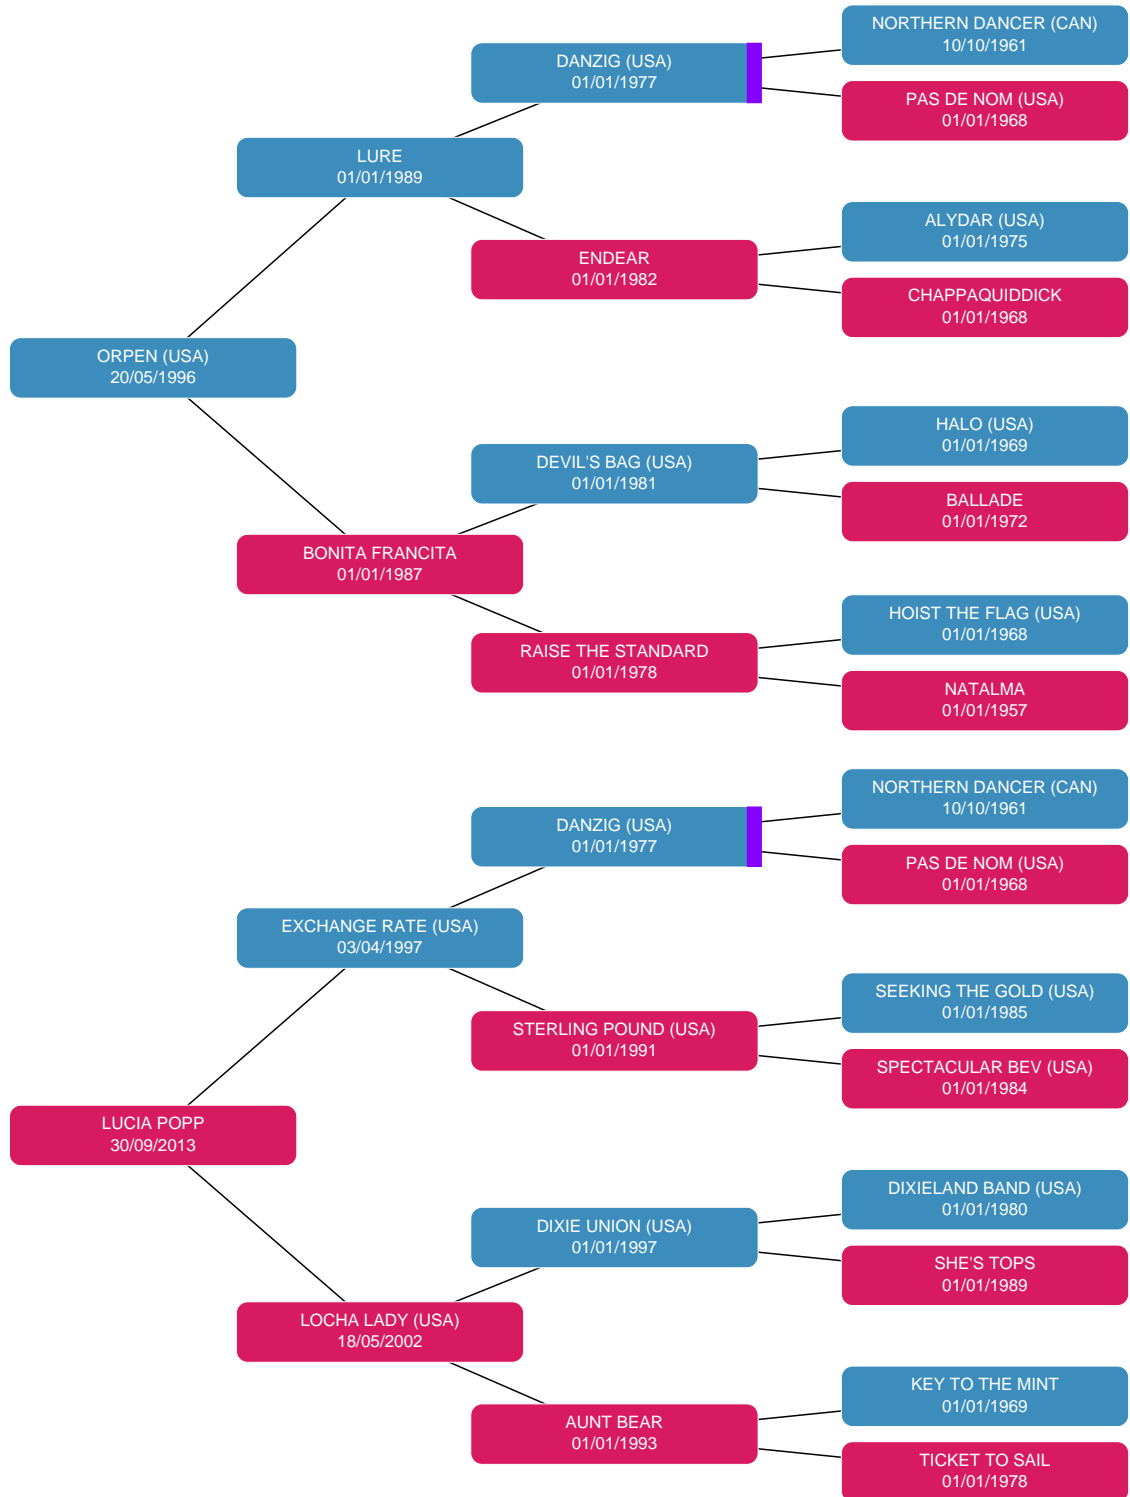 NORTHERN DANCER (CAN)
10/10/1961
DANZIG (USA)
01/01/1977
PAS DE NOM (USA)
01/01/1968
LURE
01/01/1989
ALYDAR (USA)
01/01/1975
ENDEAR
01/01/1982
CHAPPAQUIDDICK
01/01/1968
ORPEN (USA)
20/05/1996
HALO (USA)
01/01/1969
DEVIL'S BAG (USA)
01/01/1981
BALLADE
01/01/1972
BONITA FRANCITA
01/01/1987
HOIST THE FLAG (USA)
01/01/1968
RAISE THE STANDARD
01/01/1978
NATALMA
01/01/1957
NORTHERN DANCER (CAN)
10/10/1961
DANZIG (USA)
01/01/1977
PAS DE NOM (USA)
01/01/1968
EXCHANGE RATE (USA)
03/04/1997
SEEKING THE GOLD (USA)
01/01/1985
STERLING POUND (USA)
01/01/1991
SPECTACULAR BEV (USA)
01/01/1984
LUCIA POPP
30/09/2013
DIXIELAND BAND (USA)
01/01/1980
DIXIE UNION (USA)
01/01/1997
SHE'S TOPS
01/01/1989
LOCHA LADY (USA)
18/05/2002
KEY TO THE MINT
01/01/1969
AUNT BEAR
01/01/1993
TICKET TO SAIL
01/01/1978